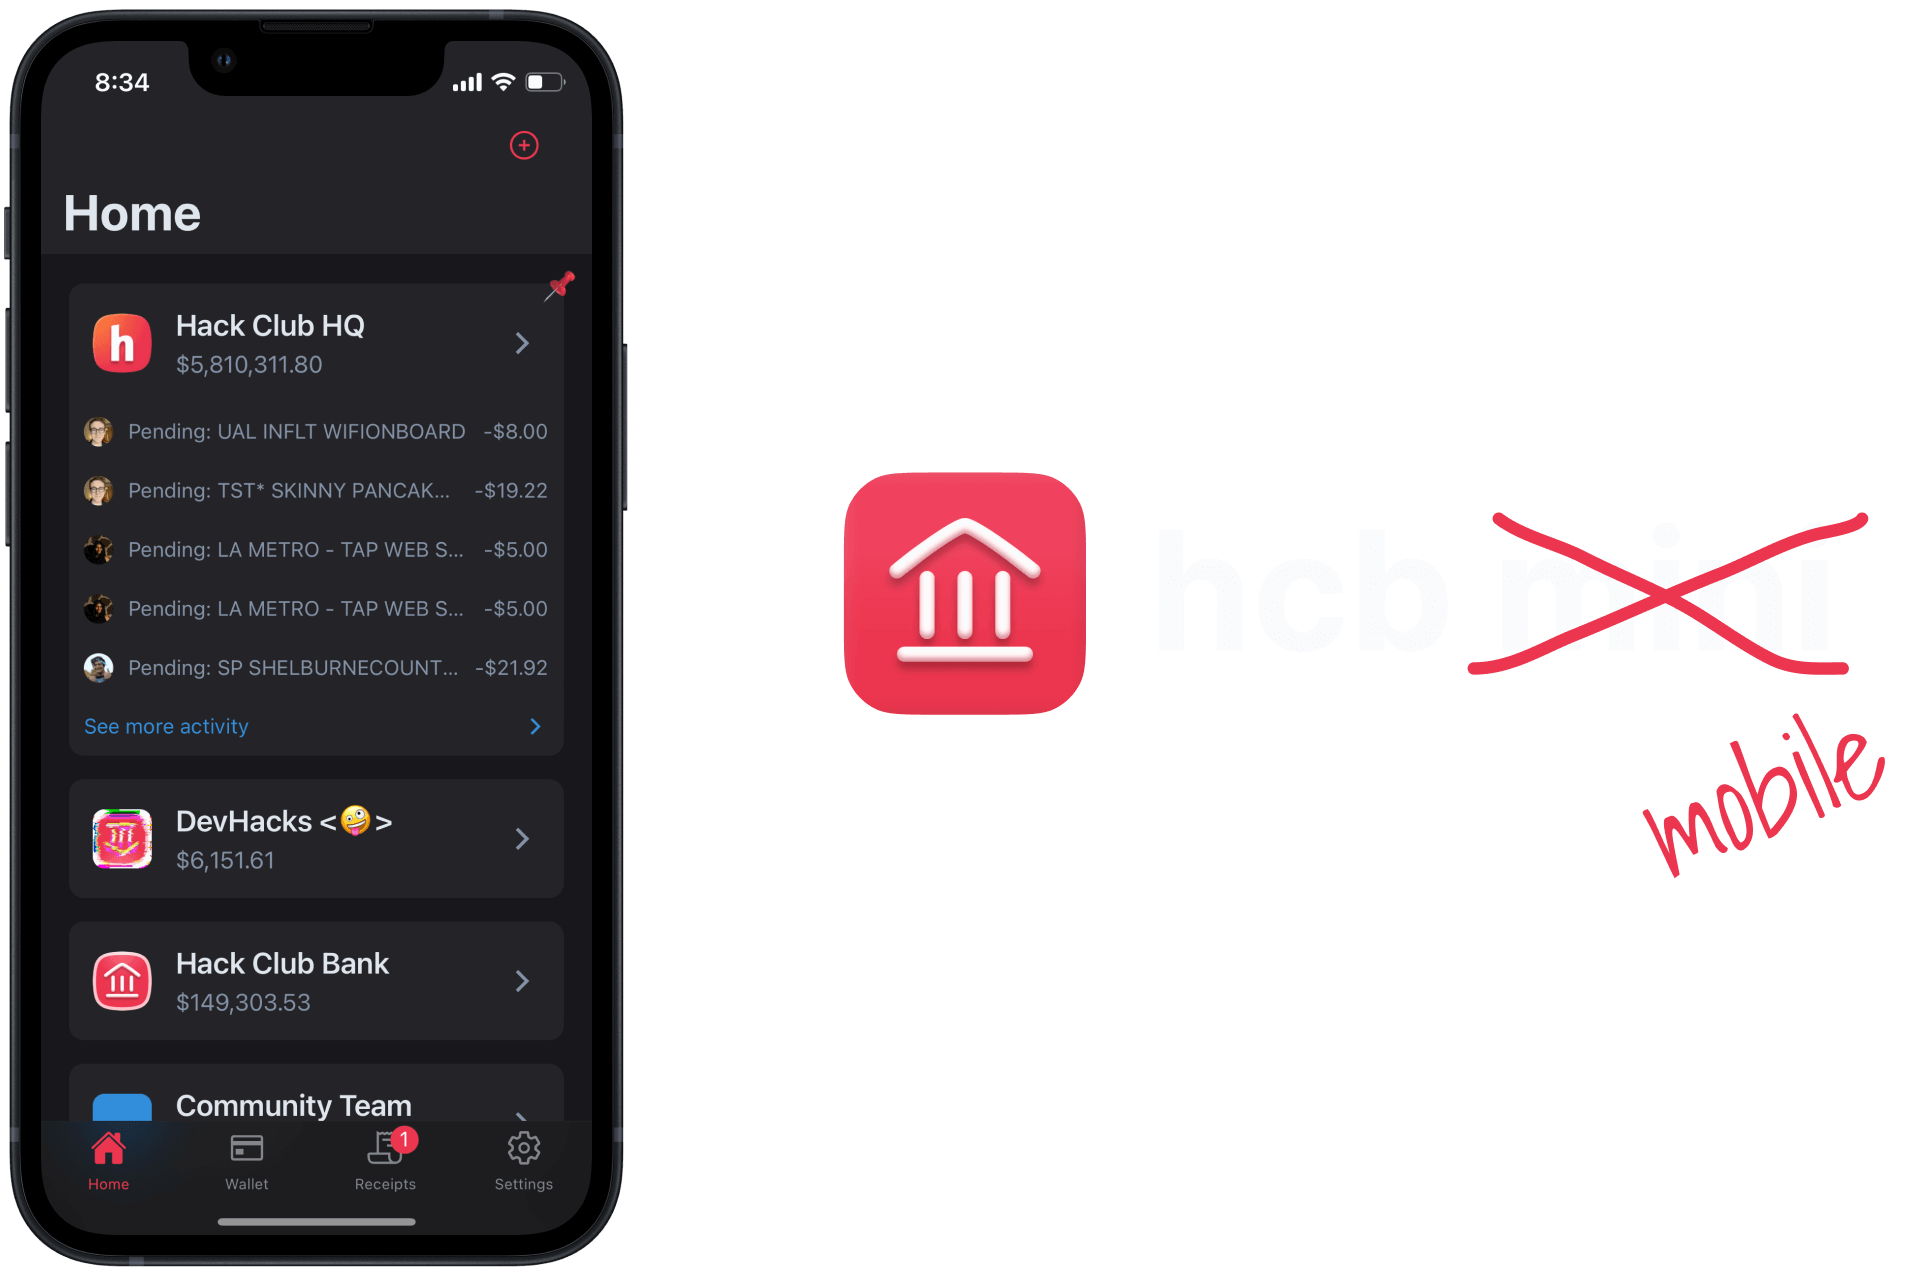 8:34
Home
Hack Club HQ
$5,810,311.80
Pending: UAL INFLT WIFIONBOARD -$8.00
Pending: TST* SKINNY PANCAK... -$19.22
Pending: LA METRO - TAP WEB S... -$5.00
Pending: LA METRO - TAP WEB S... -$5.00
Pending: SP SHELBURNECOUNT... -$21.92
See more activity
DevHacks <🤪>
$6,151.61
Hack Club Bank
$149,303.53
Community Team
1
Home Wallet Receipts Settings
h
hcb mini
mobile